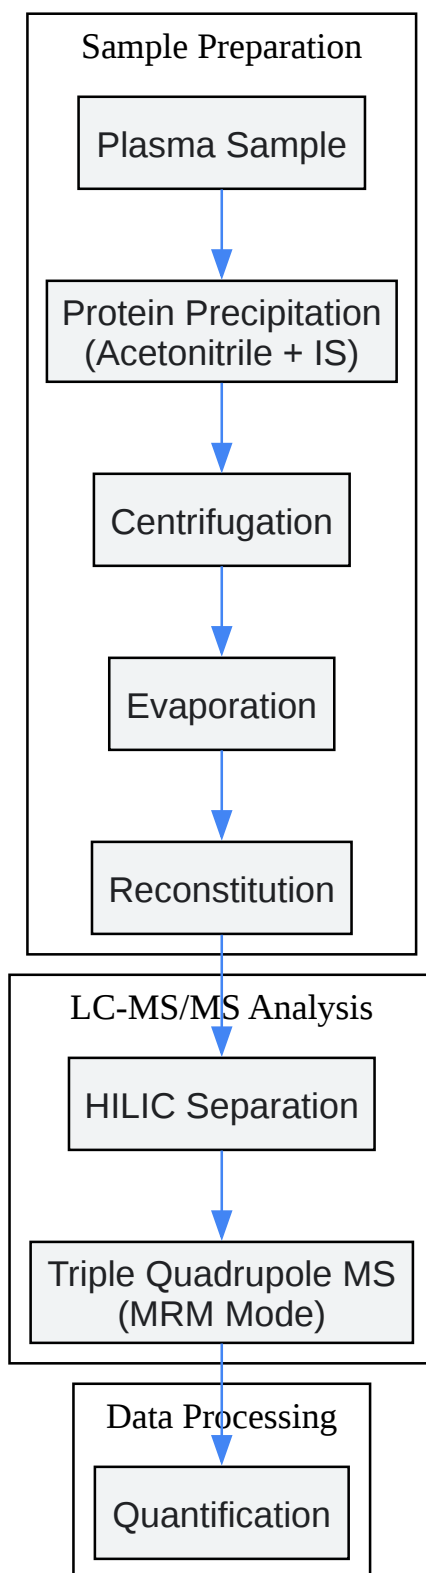 Sample Preparation
Plasma Sample
Protein Precipitation
(Acetonitrile + IS)
Centrifugation
Evaporation
Reconstitution
LC-MS/MS Analysis
HILIC Separation
Triple Quadrupole MS
(MRM Mode)
Data Processing
Quantification